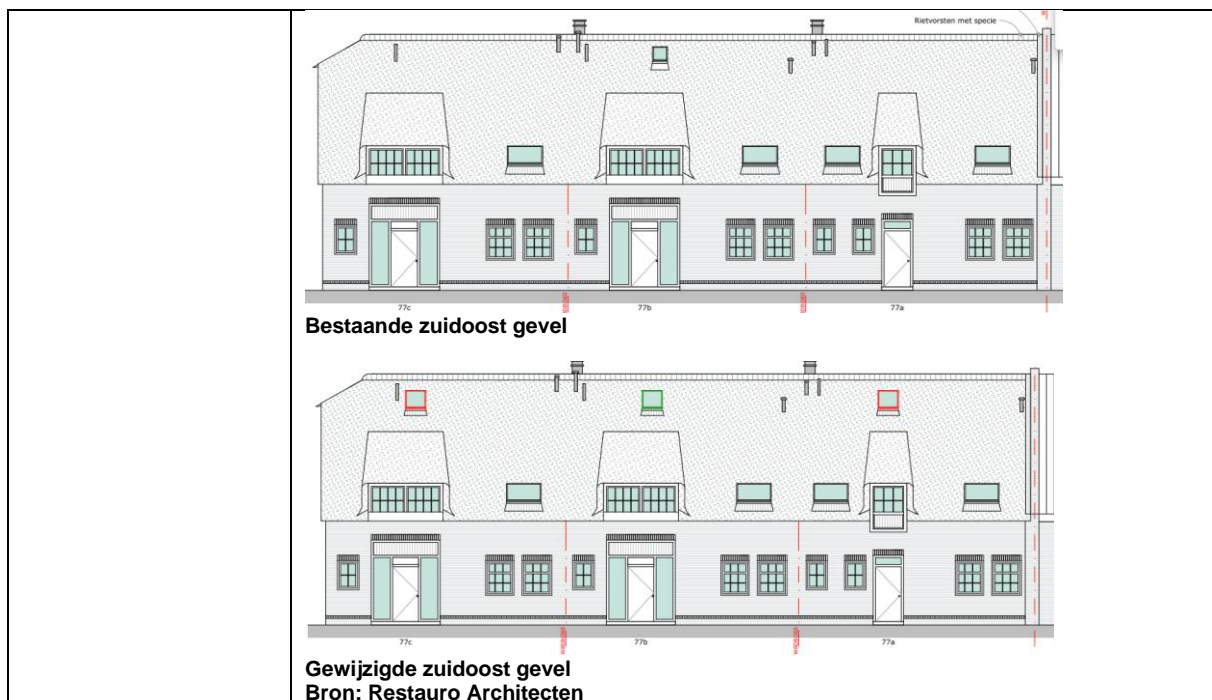 Rietvorsten met specie
77c
77b
77a
Bestaande zuidoost gevel
77c
77b
77a
Gewijzigde zuidoost gevel
Bron: Restauro Architecten